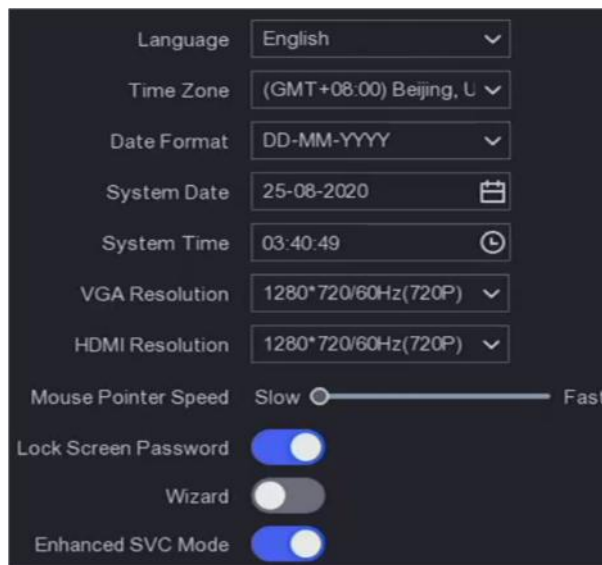 Language English
Time Zone (GMT+08:00) Beijing, U
Date Format DD-MM-YYYY
System Date 25-08-2020
System Time 03:40:49
VGA Resolution 1280*720/60Hz(720P)
HDMI Resolution 1280*720/60Hz(720P)
Mouse Pointer Speed Slow Fast
Lock Screen Password
Wizard
Enhanced SVC Mode